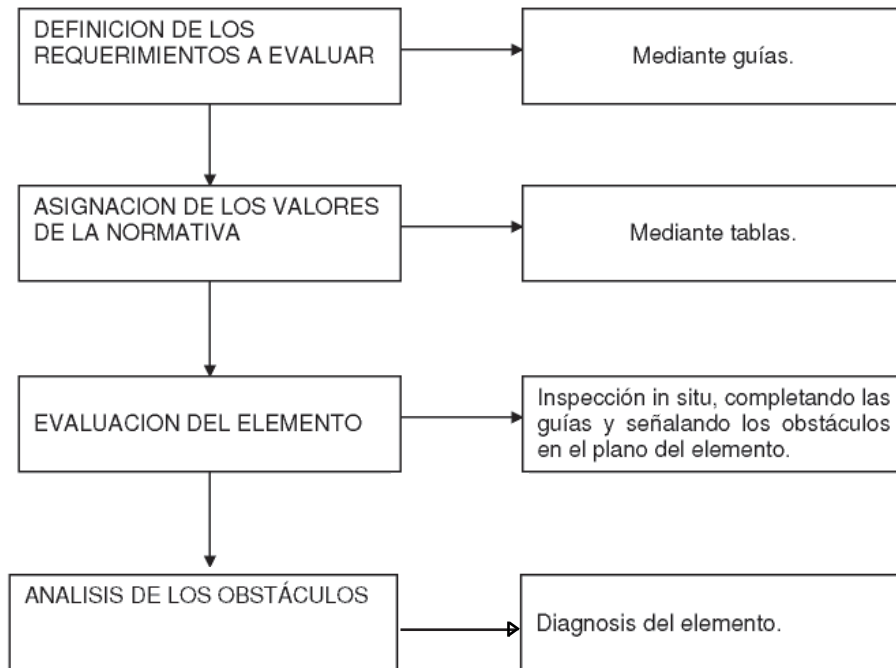 DEFINICION DE LOS
REQUERIMIENTOS A EVALUAR
Mediante guías.
ASIGNACION DE LOS VALORES
DE LA NORMATIVA
Mediante tablas.
EVALUACION DEL ELEMENTO
Inspección in situ, completando las
guías y señalando los obstáculos
en el plano del elemento.
ANALISIS DE LOS OBSTÁCULOS
Diagnosis del elemento.